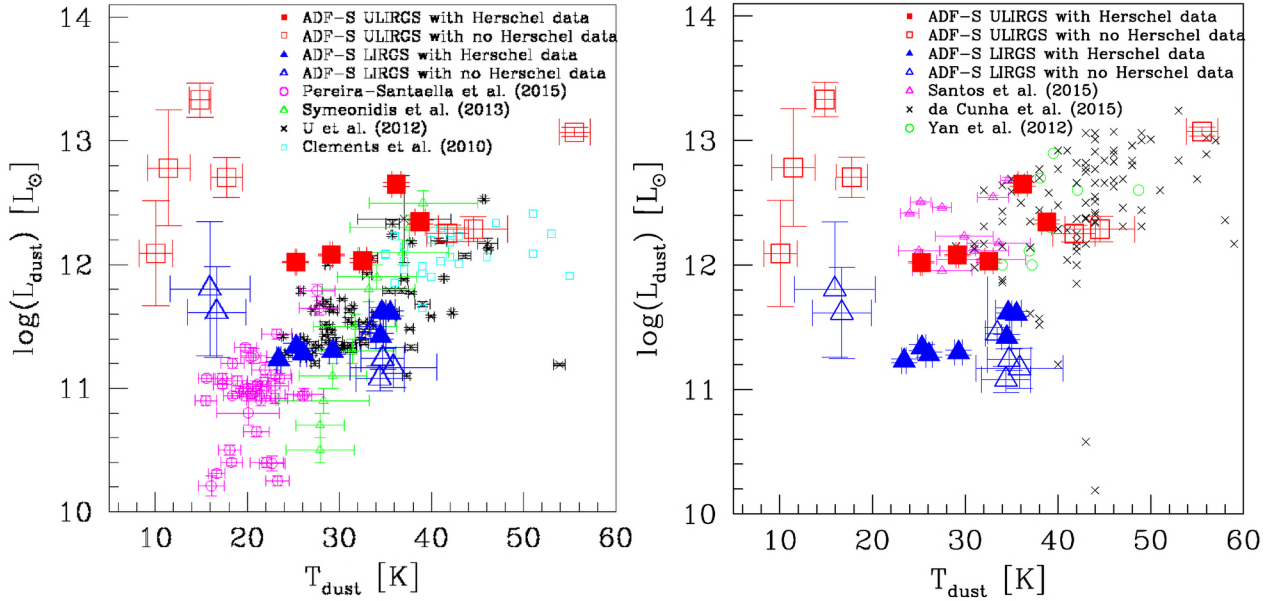 14
13
12
11
10
log(L_dust) [L_⊙]
ADF-S ULIRGS with Herschel data
ADF-S ULIRGS with no Herschel data
ADF-S LIRGS with Herschel data
ADF-S LIRGS with no Herschel data
Pereira-Santaella et al. (2015)
Symeonidis et al. (2013)
U et al. (2012)
Clements et al. (2010)
10 20 30 40 50 60
T_dust [K]
14
13
12
11
10
log(L_dust) [L_⊙]
ADF-S ULIRGS with Herschel data
ADF-S ULIRGS with no Herschel data
ADF-S LIRGS with Herschel data
ADF-S LIRGS with no Herschel data
Santos et al. (2015)
da Cunha et al. (2015)
Yan et al. (2012)
10 20 30 40 50 60
T_dust [K]